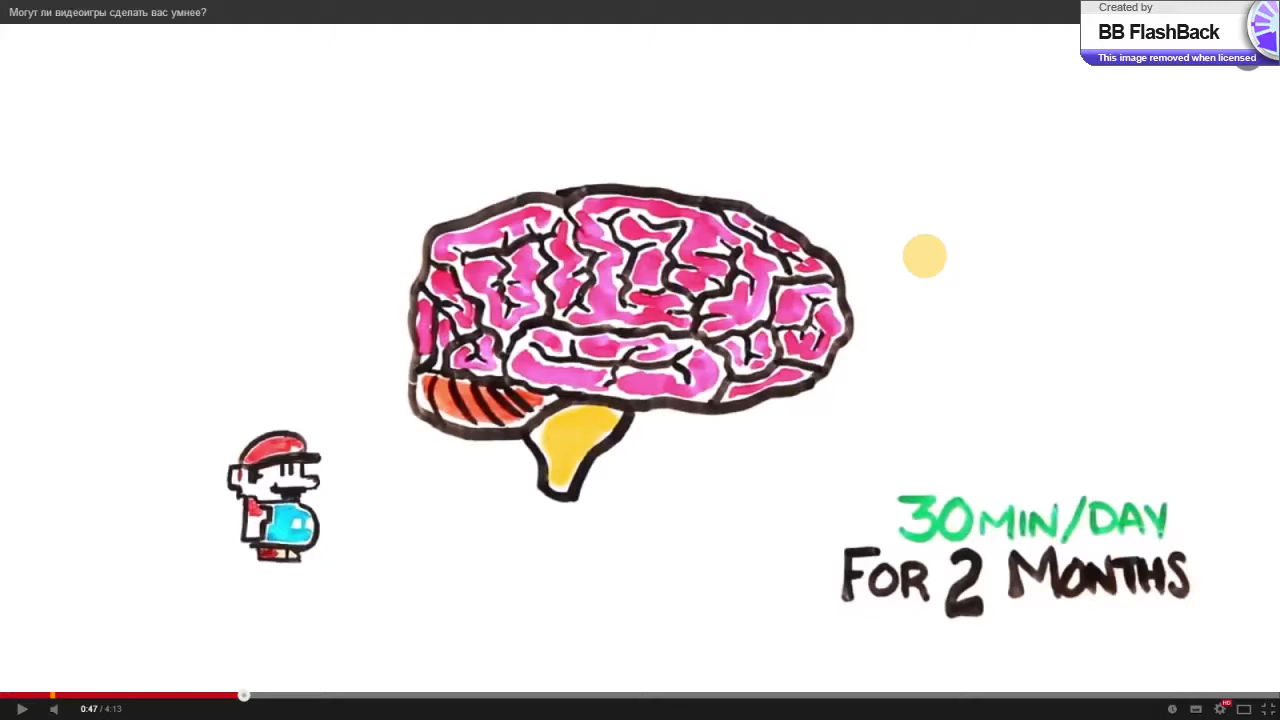 Могут ли видеоигры сделать вас умнее?
Created by
BB FlashBack
This image removed when licensed
30 MIN/DAY
FOR 2 MONTHS
0:47 / 4:13
HD